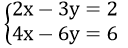 2x − 3y = 2
4x − 6y = 6